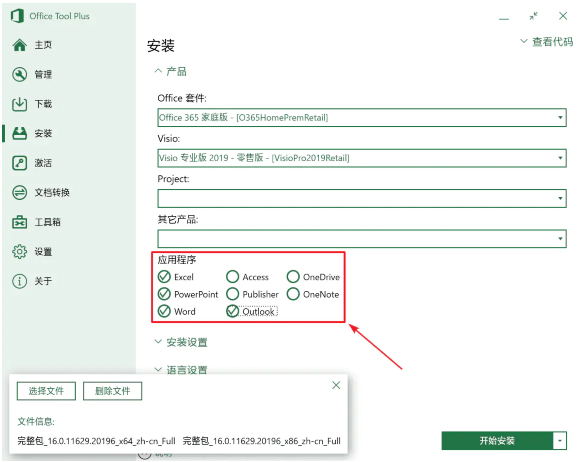 Office Tool Plus
主页
管理
下载
安装
激活
文档转换
工具箱
设置
关于
安装
查看代码
产品
Office 套件:
Office 365 家庭版 - [O365HomePremRetail]
Visio:
Visio 专业版 2019 - 零售版 - [VisioPro2019Retail]
Project:
其它产品:
应用程序
Excel Access OneDrive
PowerPoint Publisher OneNote
Word Outlook
安装设置
语言设置
选择文件 删除文件
文件信息:
完整包_16.0.11629.20196_x64_zh-cn_Full 完整包_16.0.11629.20196_x86_zh-cn_Full
开始安装